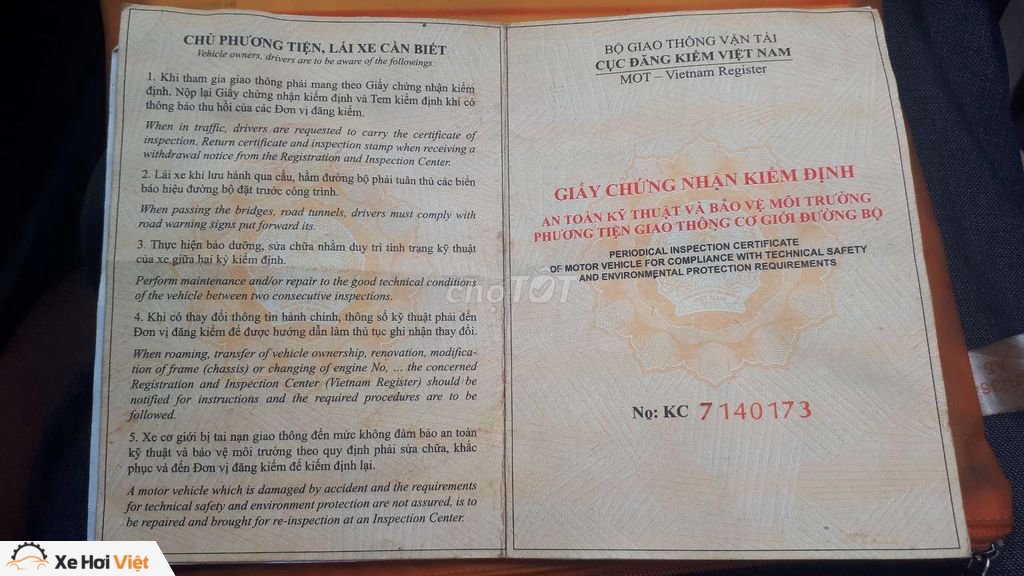 CHỦ PHƯƠNG TIỆN, LÁI XE CẦN BIẾT
Vehicle owners, drivers are to be aware of the followings:
1. Khi tham gia giao thông phải mang theo Giấy chứng nhận kiểm
định. Nộp lại Giấy chứng nhận kiểm định và Tem kiểm định khi có
thông báo thu hồi của các Đơn vị đăng kiểm.
When in traffic, drivers are requested to carry the certificate of
inspection. Return certificate and inspection stamp when receiving a
withdrawal notice from the Registration and Inspection Center.
2. Lái xe khi lưu hành qua cầu, hầm đường bộ phải tuân thủ các biển
báo hiệu đường bộ đặt trước công trình.
When passing the bridges, road tunnels, drivers must comply with
road warning signs put forward its.
3. Thực hiện bảo dưỡng, sửa chữa nhằm duy trì tình trạng kỹ thuật
của xe giữa hai kỳ kiểm định.
Perform maintenance and/or repair to the good technical conditions
of the vehicle between two consecutive inspections.
4. Khi có thay đổi thông tin hành chính, thông số kỹ thuật phải đến
Đơn vị đăng kiểm để được hướng dẫn làm thủ tục ghi nhận thay đổi.
When roaming, transfer of vehicle ownership, renovation, modifica-
tion of frame (chassis) or changing of engine No, ... the concerned
Registration and Inspection Center (Vietnam Register) should be
notified for instructions and the required procedures are to be
followed.
5. Xe cơ giới bị tai nạn giao thông đến mức không đảm bảo an toàn
kỹ thuật và bảo vệ môi trường theo quy định phải sửa chữa, khắc
phục và đến Đơn vị đăng kiểm để kiểm định lại.
A motor vehicle which is damaged by accident and the requirements
for technical safety and environment protection are not assured, is to
be repaired and brought for re-inspection at an Inspection Center.
BỘ GIAO THÔNG VẬN TẢI
CỤC ĐĂNG KIỂM VIỆT NAM
MOT – Vietnam Register
GIẤY CHỨNG NHẬN KIỂM ĐỊNH
AN TOÀN KỸ THUẬT VÀ BẢO VỆ MÔI TRƯỜNG
PHƯƠNG TIỆN GIAO THÔNG CƠ GIỚI ĐƯỜNG BỘ
PERIODICAL INSPECTION CERTIFICATE
OF MOTOR VEHICLE FOR COMPLIANCE WITH TECHNICAL SAFETY
AND ENVIRONMENTAL PROTECTION REQUIREMENTS
Nọ: KC 7140173
choTỐT
Xe Hơi Việt